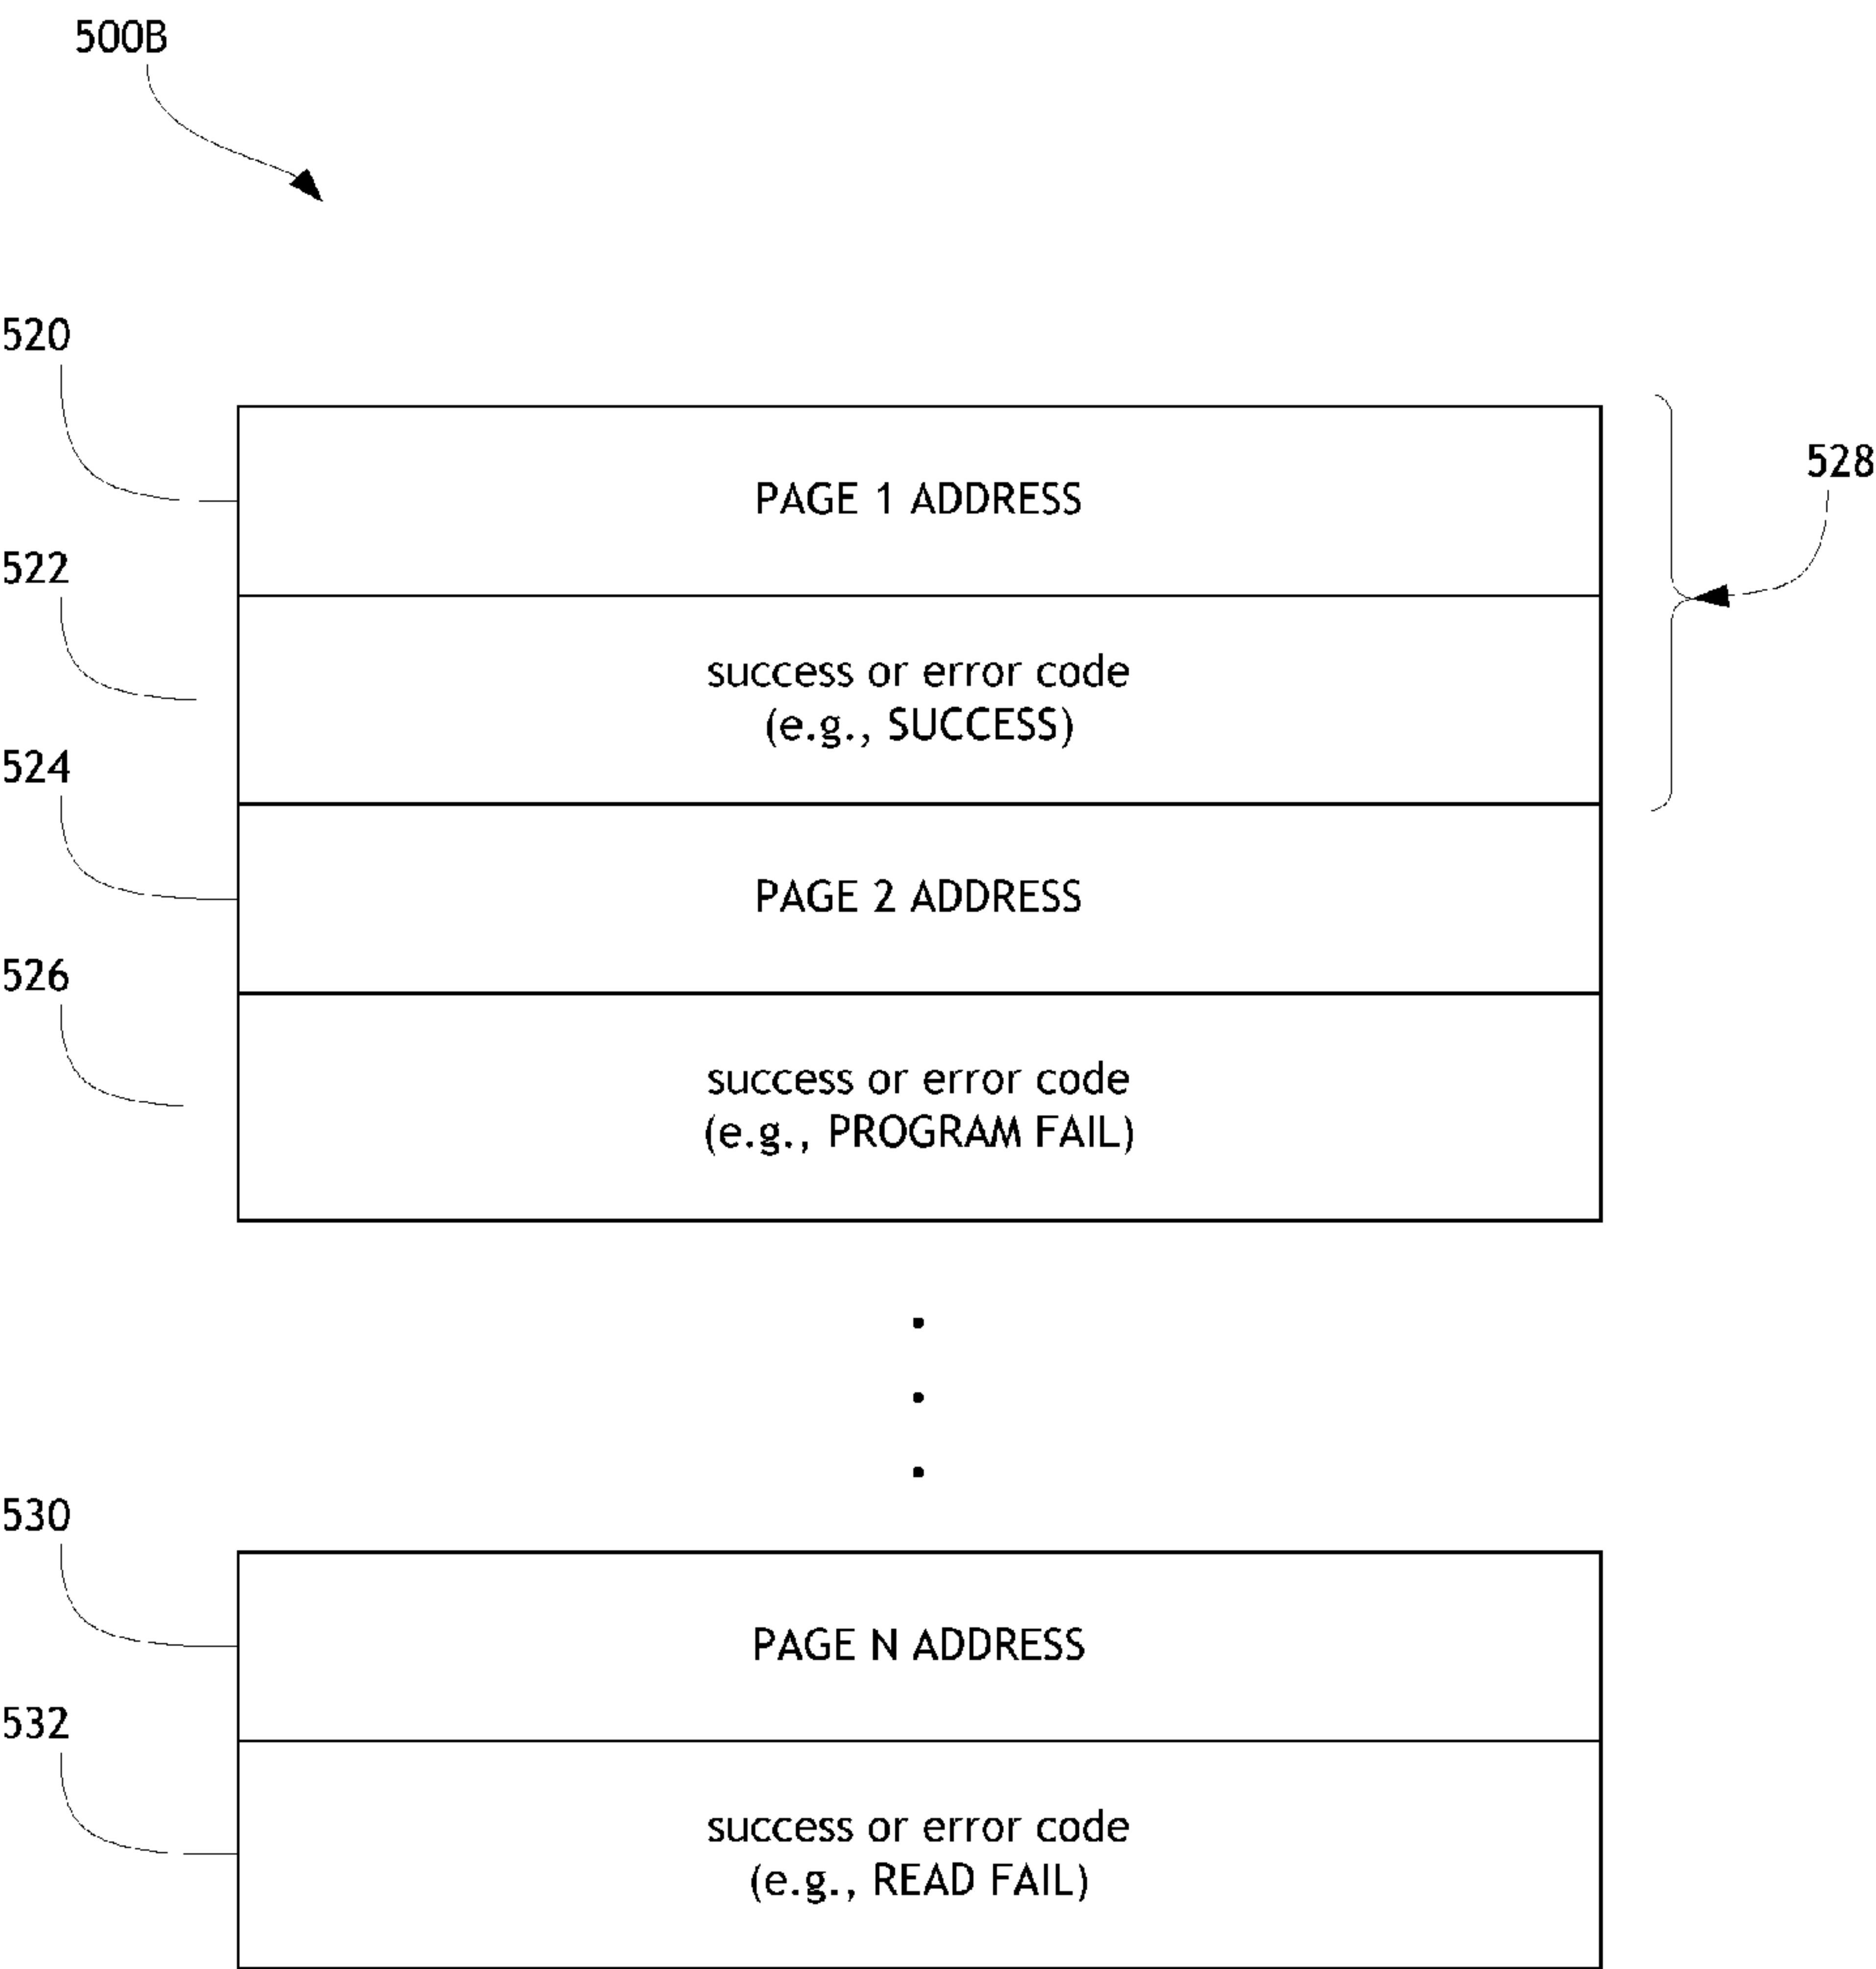 500B
520
PAGE 1 ADDRESS
528
522
success or error code
(e.g., SUCCESS)
524
PAGE 2 ADDRESS
526
success or error code
(e.g., PROGRAM FAIL)
530
PAGE N ADDRESS
532
success or error code
(e.g., READ FAIL)